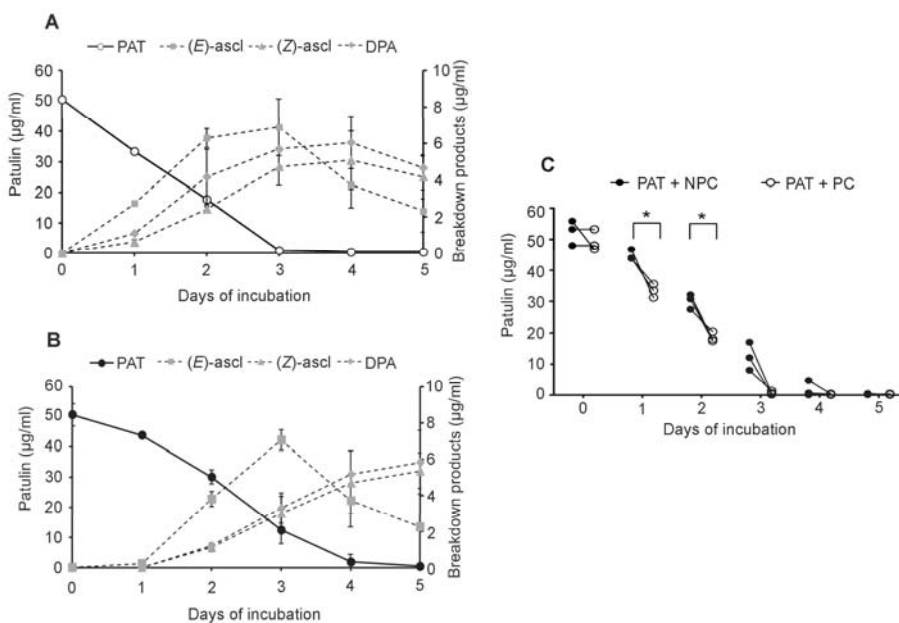 A
PAT (E)-ascl (Z)-ascl DPA
60 50 40 30 20 10 0
Patulin (µg/ml)
10 8 6 4 2 0
Breakdown products (µg/ml)
0 1 2 3 4 5
Days of incubation
B
PAT (E)-ascl (Z)-ascl DPA
60 50 40 30 20 10 0
Patulin (µg/ml)
10 8 6 4 2 0
Breakdown products (µg/ml)
0 1 2 3 4 5
Days of incubation
C
PAT + NPC PAT + PC
60 50 40 30 20 10 0
Patulin (µg/ml)
* *
0 1 2 3 4 5
Days of incubation